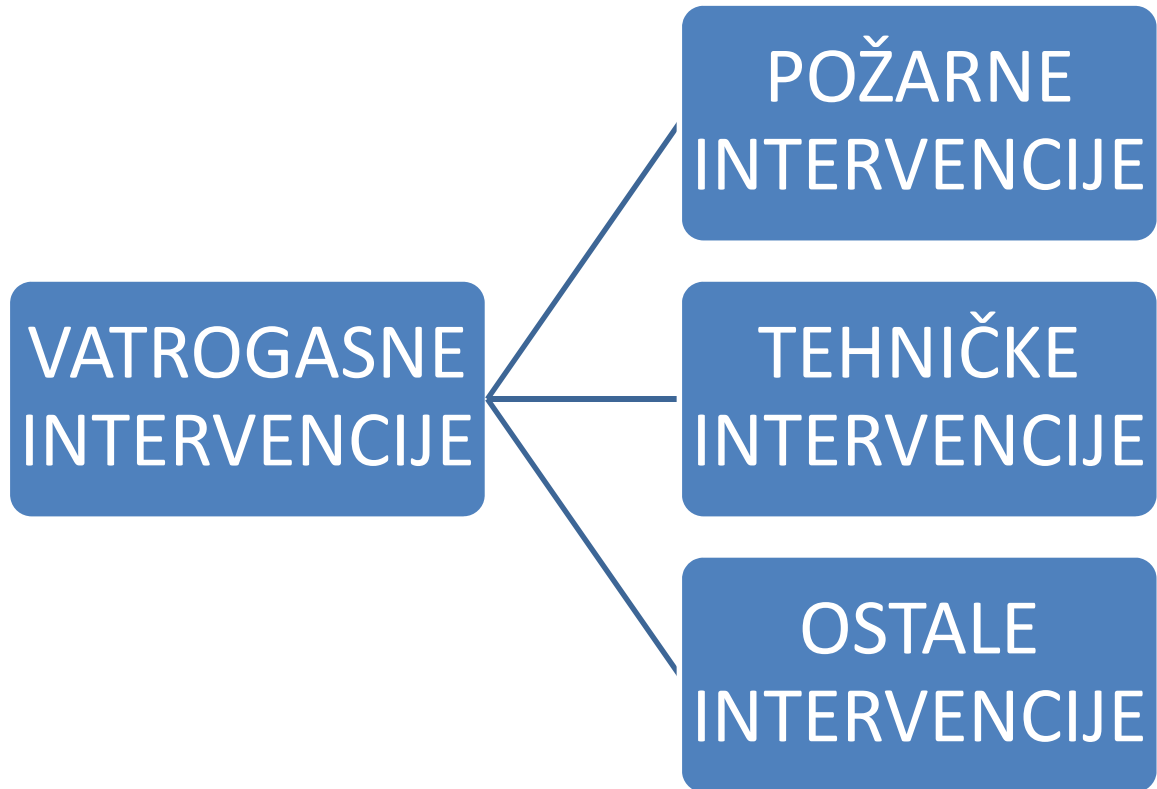 POŽARNE
INTERVENCIJE
VATROGASNE
INTERVENCIJE
TEHNIČKE
INTERVENCIJE
OSTALE
INTERVENCIJE